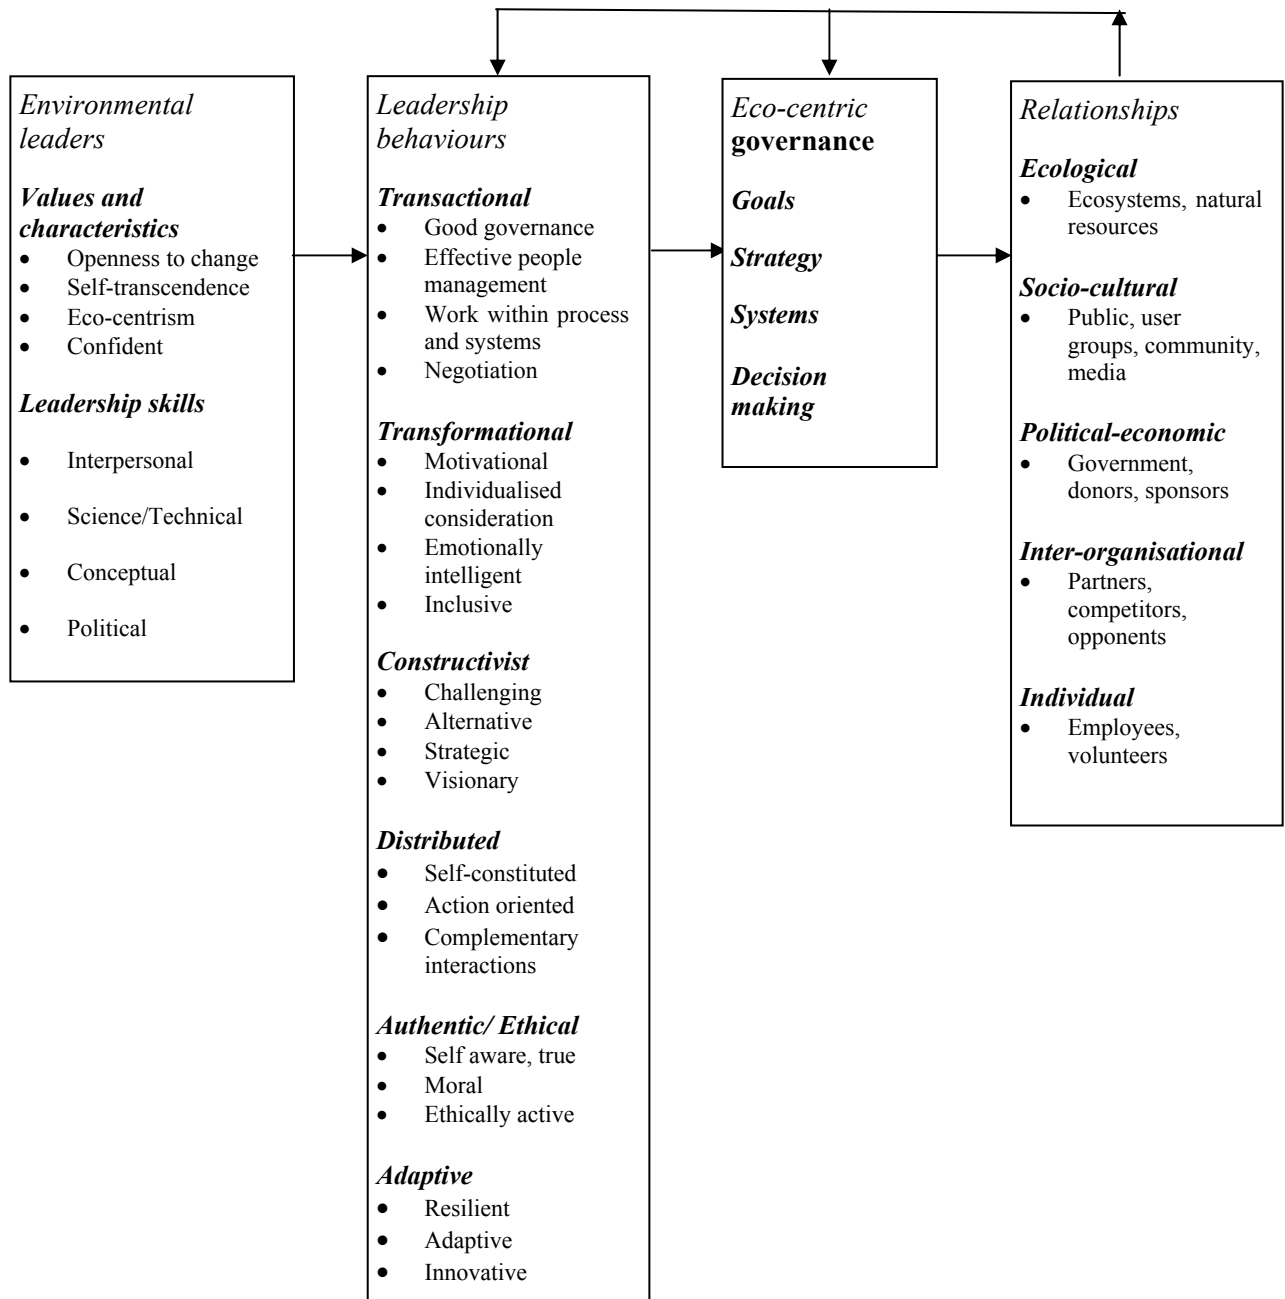 Environmental
leaders
Values and
characteristics
• Openness to change
• Self-transcendence
• Eco-centrism
• Confident
Leadership skills
• Interpersonal
• Science/Technical
• Conceptual
• Political
Leadership
behaviours
Transactional
• Good governance
• Effective people
management
• Work within process
and systems
• Negotiation
Transformational
• Motivational
• Individualised
consideration
• Emotionally
intelligent
• Inclusive
Constructivist
• Challenging
• Alternative
• Strategic
• Visionary
Distributed
• Self-constituted
• Action oriented
• Complementary
interactions
Authentic/ Ethical
• Self aware, true
• Moral
• Ethically active
Adaptive
• Resilient
• Adaptive
• Innovative
Eco-centric
governance
Goals
Strategy
Systems
Decision
making
Relationships
Ecological
• Ecosystems, natural
resources
Socio-cultural
• Public, user
groups, community,
media
Political-economic
• Government,
donors, sponsors
Inter-organisational
• Partners,
competitors,
opponents
Individual
• Employees,
volunteers